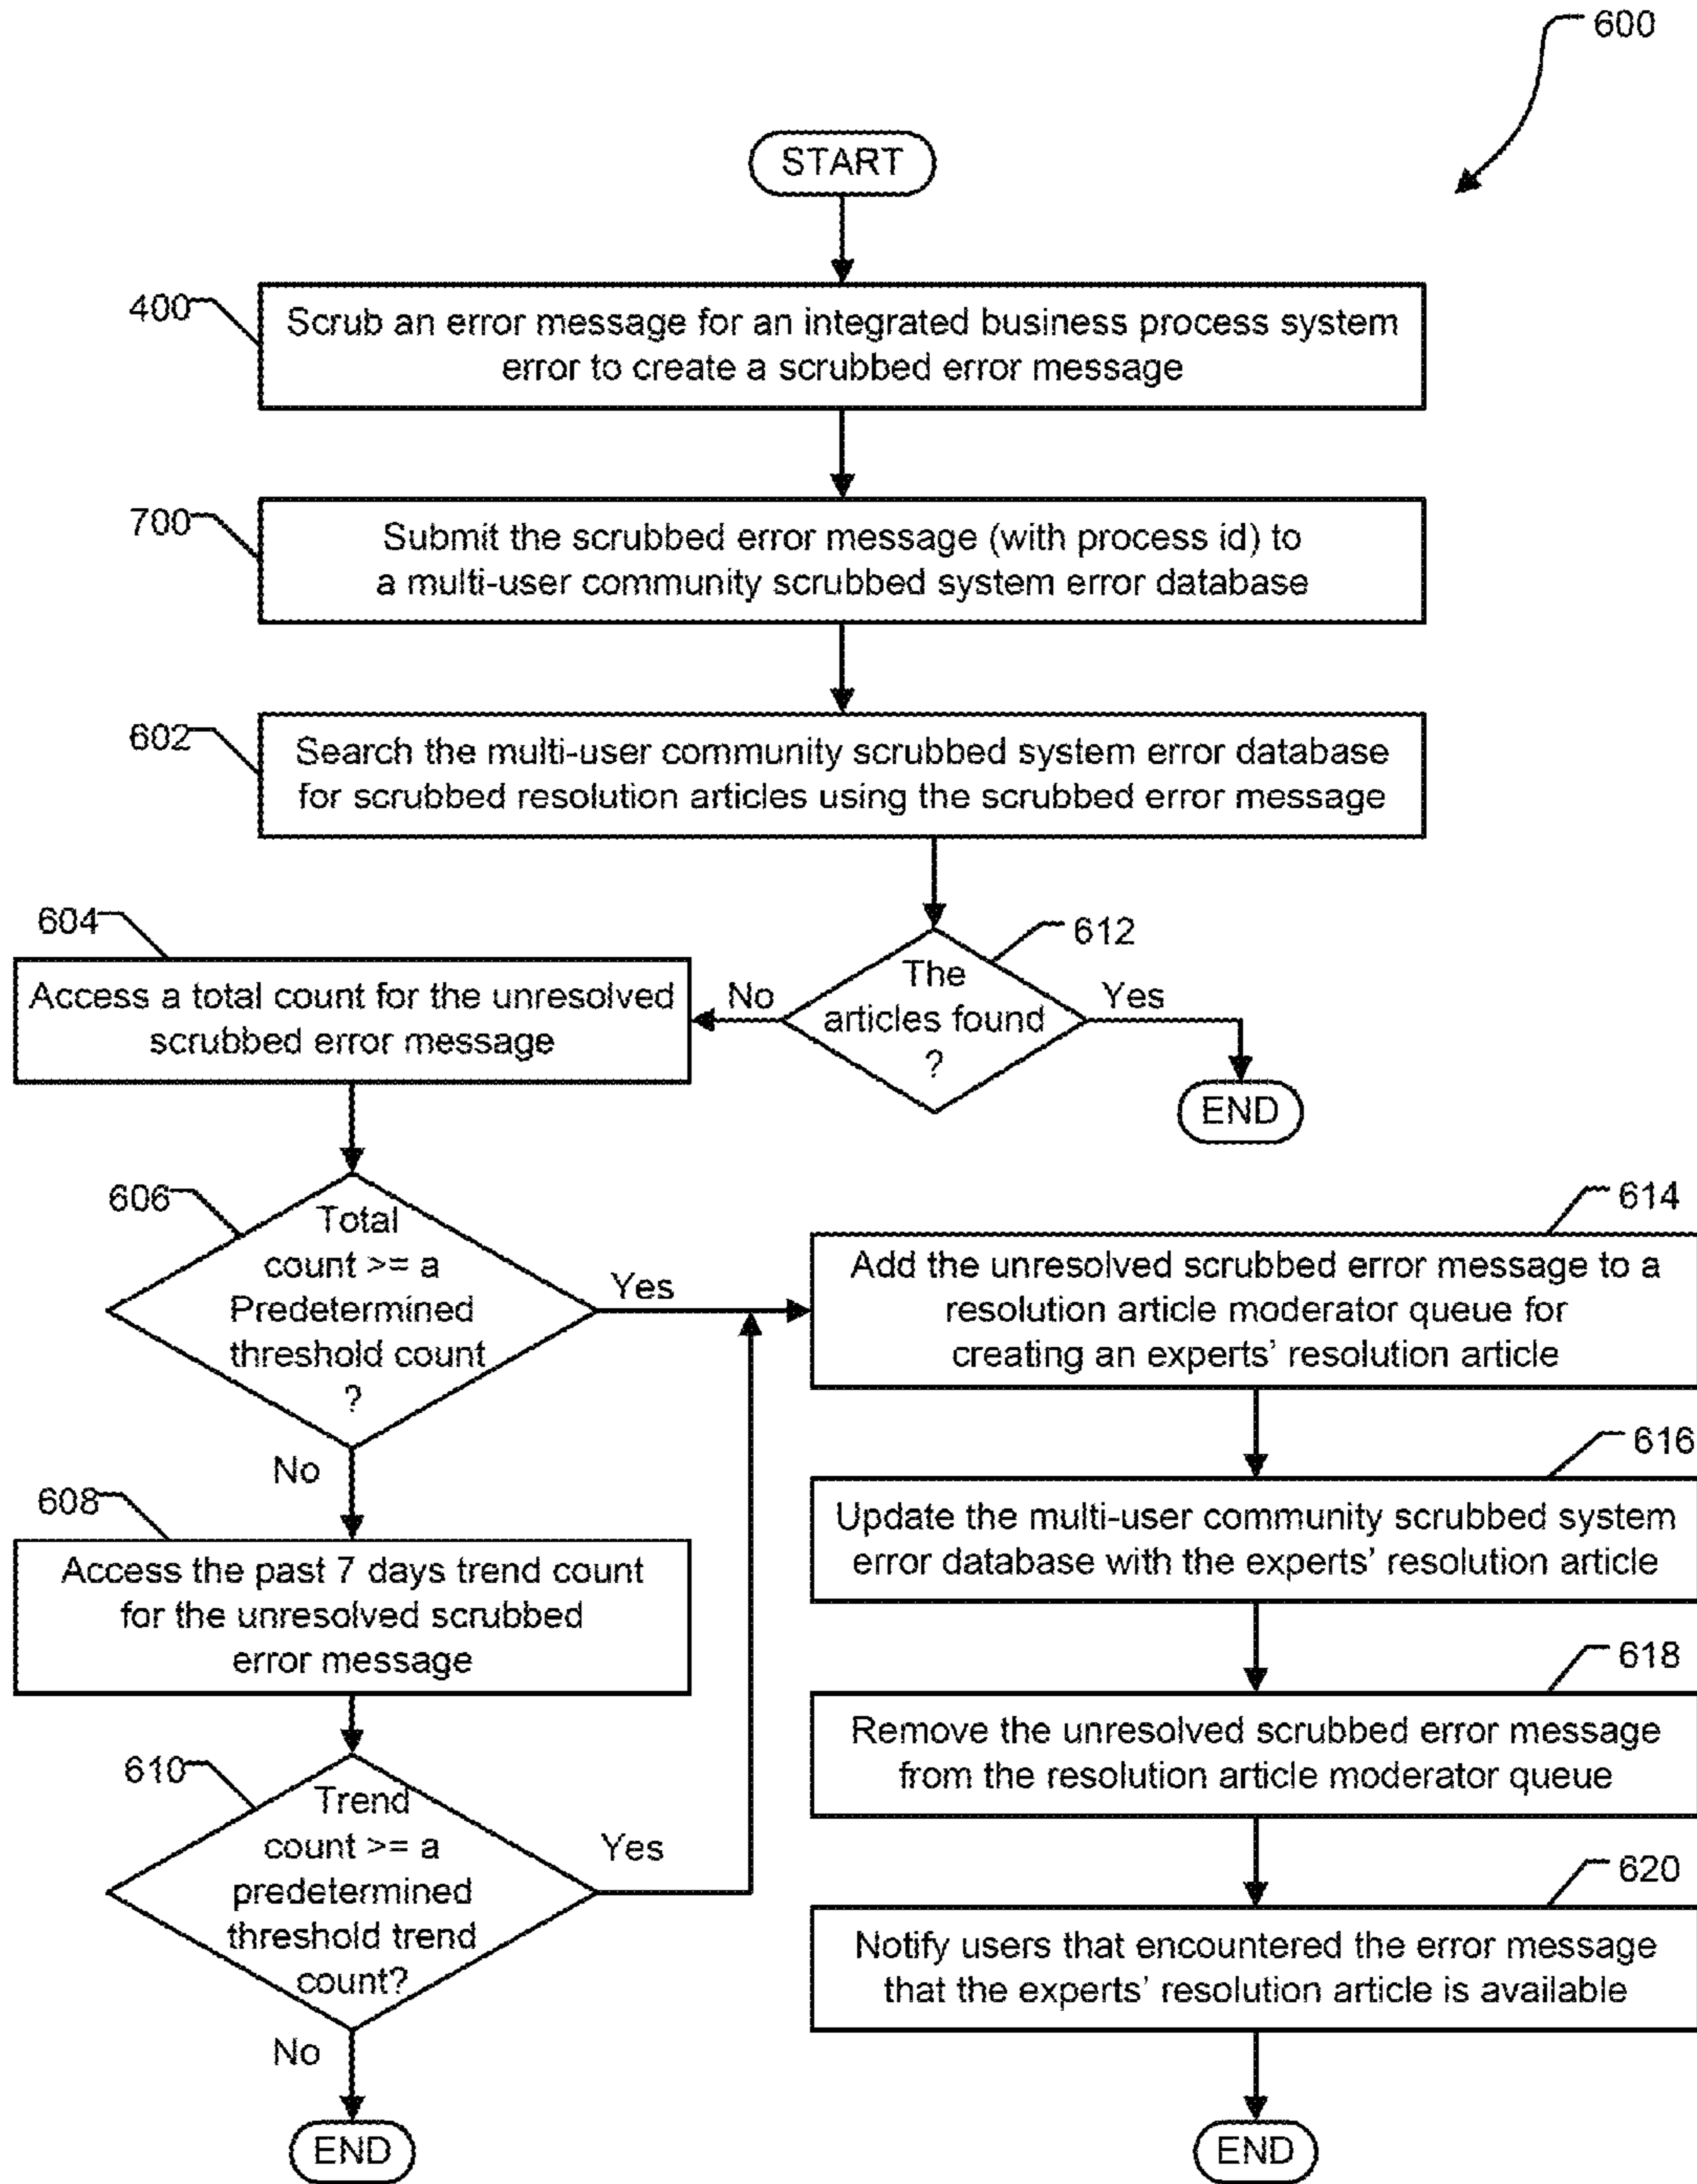 600
START
400
Scrub an error message for an integrated business process system
error to create a scrubbed error message
700
Submit the scrubbed error message (with process id) to
a multi-user community scrubbed system error database
602
Search the multi-user community scrubbed system error database
for scrubbed resolution articles using the scrubbed error message
604
Access a total count for the unresolved
scrubbed error message
612
The
articles found
?
No
Yes
END
606
Total
count >= a
Predetermined
threshold count
?
Yes
No
614
Add the unresolved scrubbed error message to a
resolution article moderator queue for
creating an experts' resolution article
608
Access the past 7 days trend count
for the unresolved scrubbed
error message
616
Update the multi-user community scrubbed system
error database with the experts' resolution article
618
Remove the unresolved scrubbed error message
from the resolution article moderator queue
610
Trend
count >= a
predetermined
threshold trend
count?
Yes
No
END
620
Notify users that encountered the error message
that the experts' resolution article is available
END